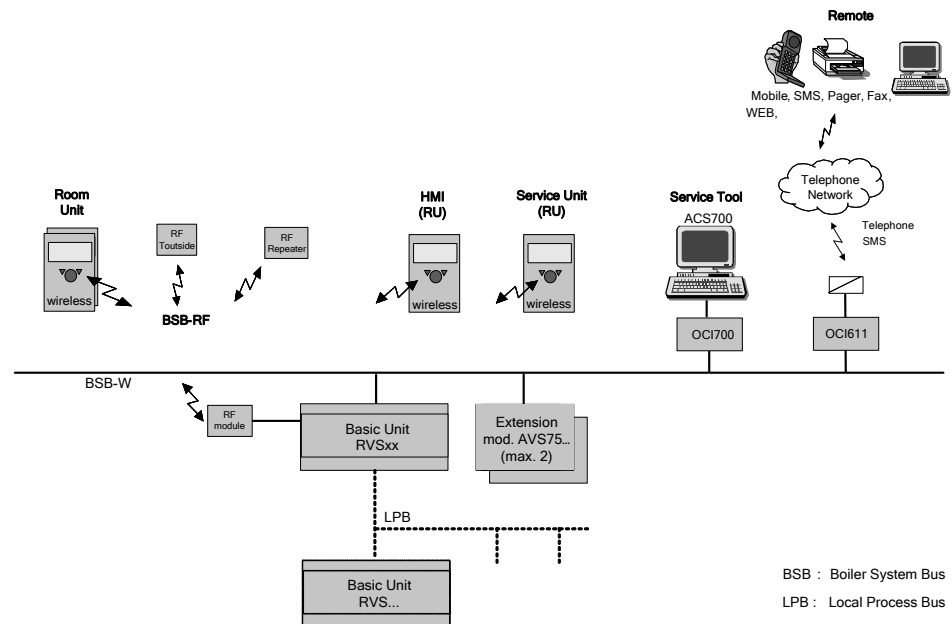 Remote
Mobile, SMS, Pager, Fax,
WEB,
Telephone
Network
Telephone
SMS
Room
Unit
wireless
RF
Toutside
RF
Repeater
BSB-RF
HMI
(RU)
wireless
Service Unit
(RU)
wireless
Service Tool
ACS700
OCI700
OCI611
BSB-W
RF
module
Basic Unit
RVSxx
Extension
mod. AVS75...
(max. 2)
LPB
Basic Unit
RVS...
BSB : Boiler System Bus
LPB : Local Process Bus